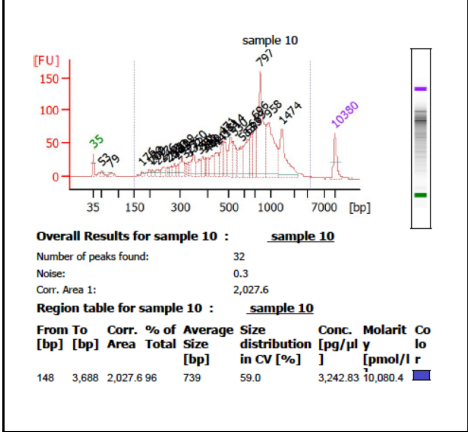 sample 10
[FU]
797
150
100
50
0
35
53
79
176
696
958
1474
10380
35 150 300 500 1000 7000 [bp]
Overall Results for sample 10 : sample 10
Number of peaks found: 32
Noise: 0.3
Corr. Area 1: 2,027.6
Region table for sample 10 : sample 10
From To Corr. % of Average Size Conc. Molarit Co
[bp] [bp] Area Total Size distribution [pg/µl y lo
[bp] in CV [%] ] [pmol/l r
148 3,688 2,027.6 96 739 59.0 3,242.83 10,080.4